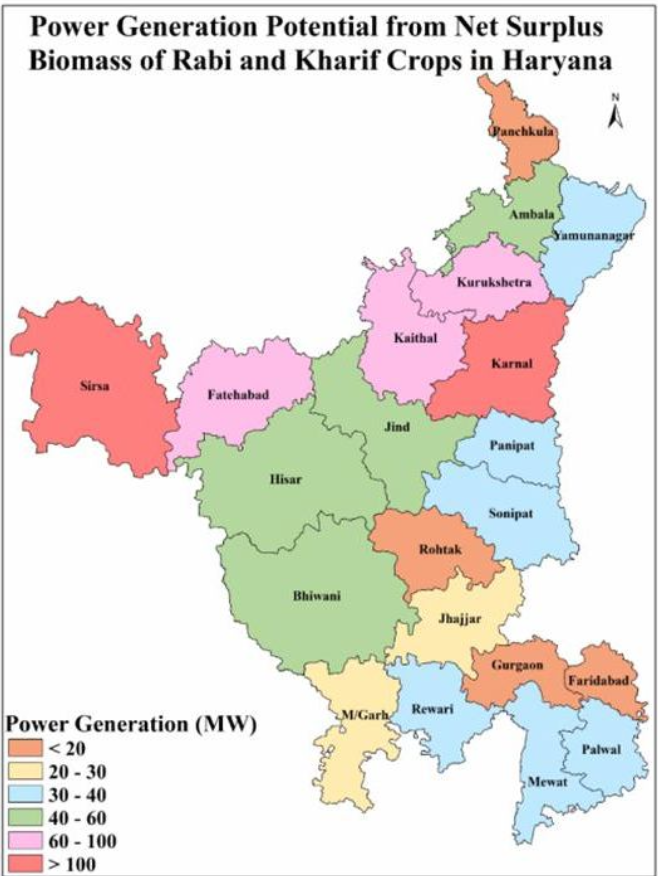 Power Generation Potential from Net Surplus
Biomass of Rabi and Kharif Crops in Haryana
N
Panchkula
Ambala
Yamunanagar
Kurukshetra
Kaithal
Karnal
Sirsa
Fatehabad
Jind
Panipat
Hisar
Sonipat
Rohtak
Bhiwani
Jhajjar
Gurgaon
Faridabad
M/Garh
Rewari
Palwal
Mewat
Power Generation (MW)
< 20
20 - 30
30 - 40
40 - 60
60 - 100
> 100